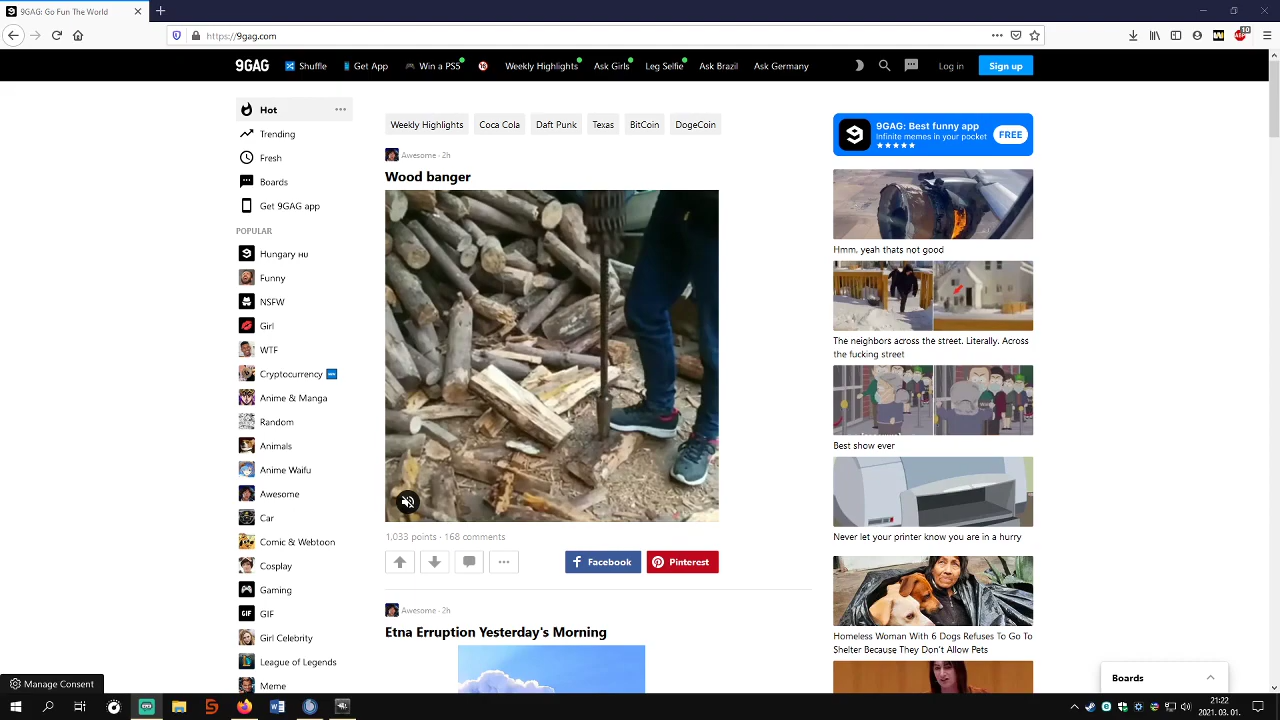 9GAG: Go Fun The World
https://9gag.com
10
ABP
9GAG
Shuffle
Get App
Win a PS5
Weekly Highlights
Ask Girls
Leg Selfie
Ask Brazil
Ask Germany
Log in
Sign up
Hot
Trending
Fresh
Boards
Get 9GAG app
POPULAR
Hungary HU
Funny
NSFW
Girl
WTF
Cryptocurrency NEW
Anime & Manga
Random
Animals
Anime Waifu
Awesome
Car
Comic & Webtoon
Cosplay
Gaming
GIF GIF
Girl Celebrity
League of Legends
Meme
Manage Consent
Weekly Highlights
Coca Cola
Daft Punk
Texas
BitCoin
DogeCoin
Awesome · 2h
Wood banger
1,033 points · 168 comments
Facebook
Pinterest
Awesome · 2h
Etna Erruption Yesterday's Morning
9GAG: Best funny app
Infinite memes in your pocket
FREE
Hmm, yeah thats not good
The neighbors across the street. Literally. Across
the fucking street
Best show ever
Never let your printer know you are in a hurry
Homeless Woman With 6 Dogs Refuses To Go To
Shelter Because They Don't Allow Pets
Boards
21:22
2021. 03. 01.